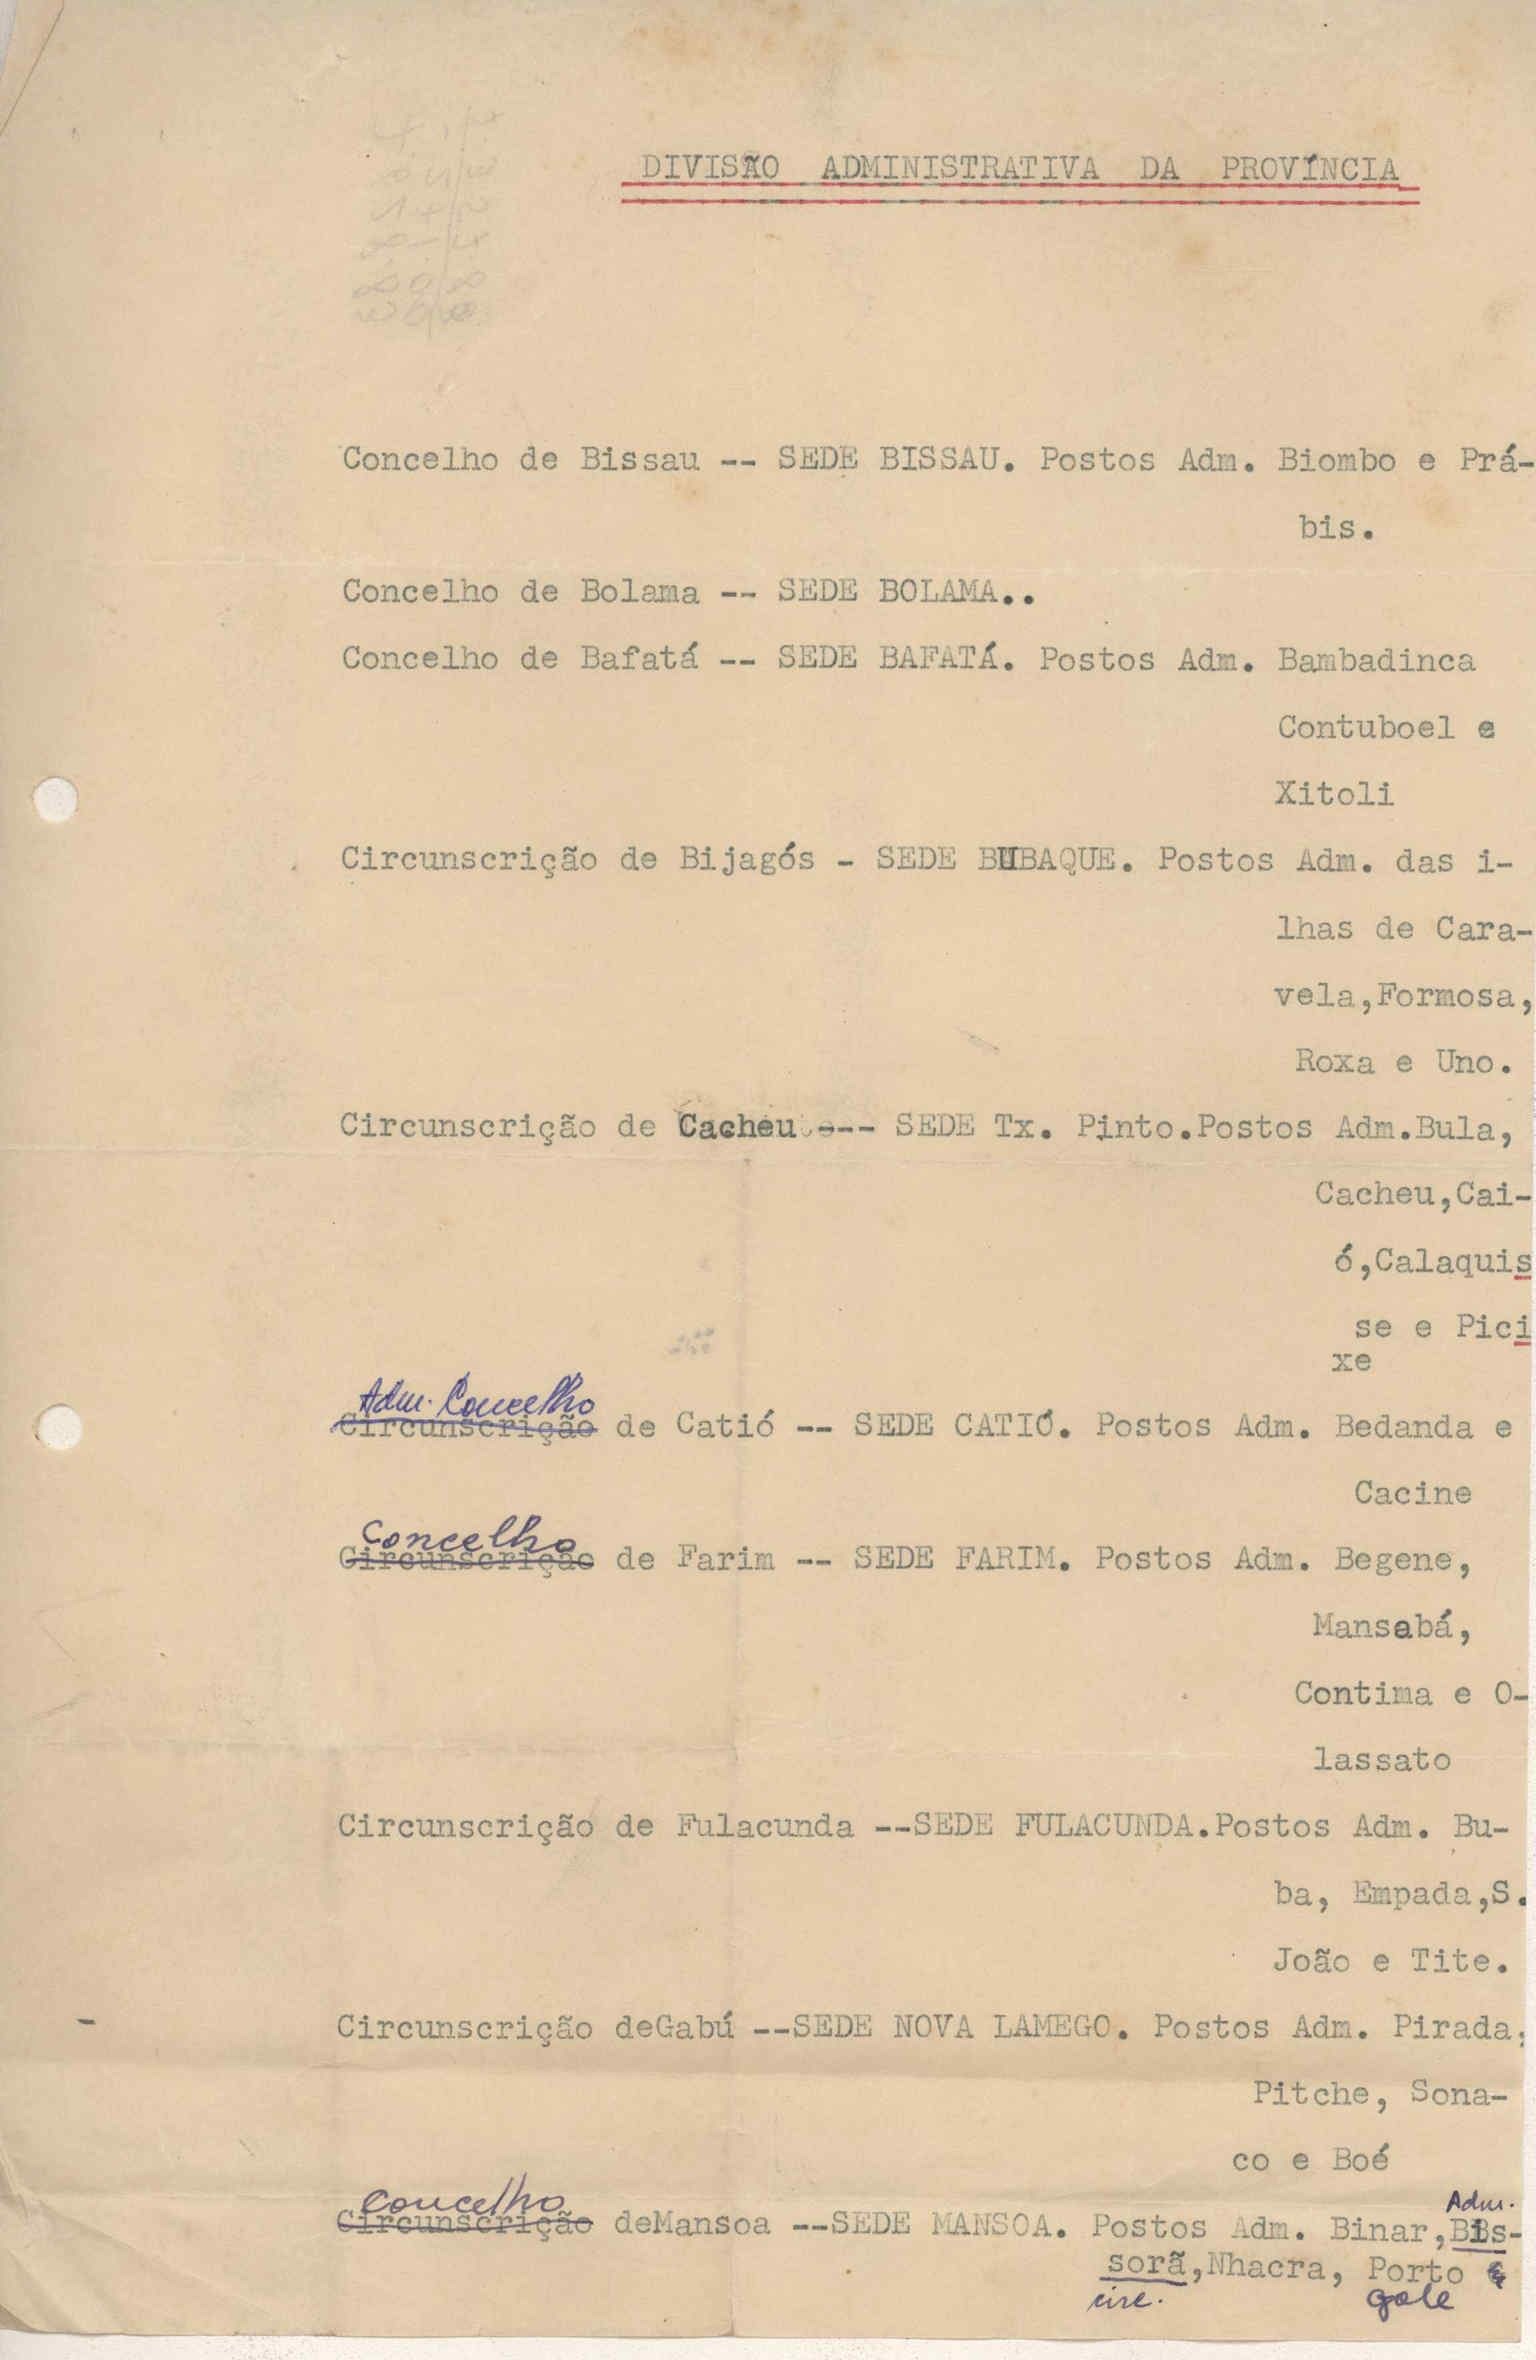 DIVISÃO ADMINISTRATIVA DA PROVÍNCIA
Concelho de Bissau -- SEDE BISSAU. Postos Adm. Biombo e Prá-
bis.
Concelho de Bolama -- SEDE BOLAMA..
Concelho de Bafatá -- SEDE BAFATÁ. Postos Adm. Bambadinca
Contuboel e
Xitoli
Circunscrição de Bijagós - SEDE BUBAQUE. Postos Adm. das i-
lhas de Cara-
vela,Formosa,
Roxa e Uno.
Circunscrição de Cacheu --- SEDE Tx. Pinto.Postos Adm.Bula,
Cacheu,Cai-
ó,Calaquis
se e Pici
xe
Adm. Concelho
Circunscrição de Catió -- SEDE CATIÓ. Postos Adm. Bedanda e
Cacine
Concelho
Circunscrição de Farim -- SEDE FARIM. Postos Adm. Begene,
Mansabá,
Contima e O-
lassato
Circunscrição de Fulacunda --SEDE FULACUNDA.Postos Adm. Bu-
ba, Empada,S.
João e Tite.
Circunscrição deGabú --SEDE NOVA LAMEGO. Postos Adm. Pirada,
Pitche, Sona-
co e Boé
Concelho
Adm.
Circunscrição deMansoa --SEDE MANSOA. Postos Adm. Binar,Bis-
sorã,Nhacra, Porto
circ. gole